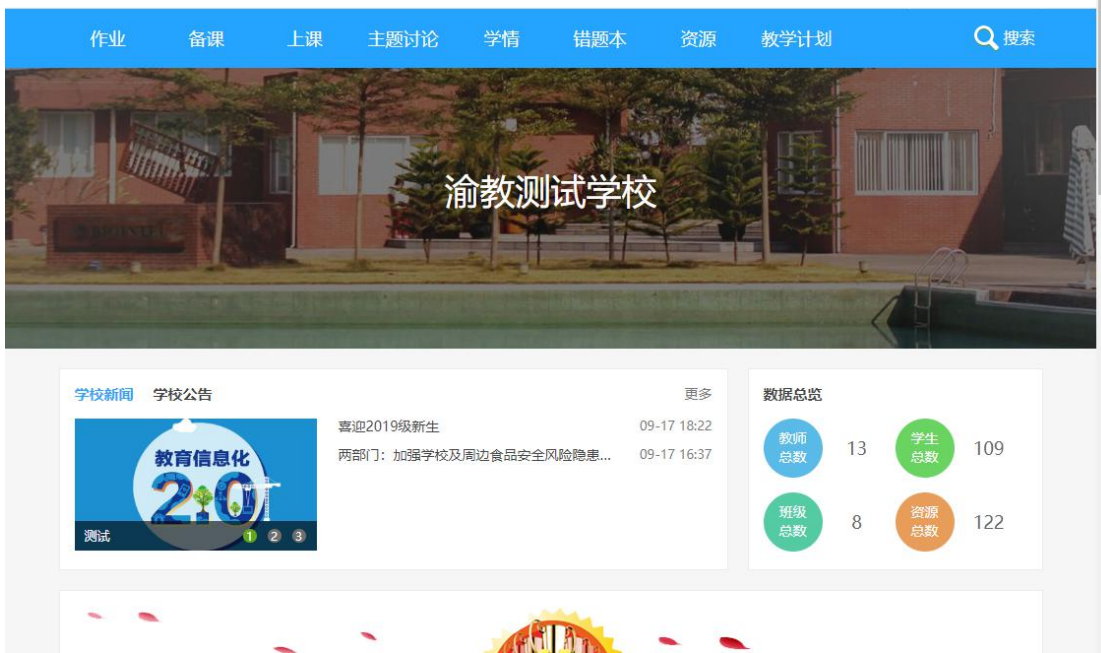 作业 备课 上课 主题讨论 学情 错题本 资源 教学计划 搜索
渝教测试学校
学校新闻 学校公告 更多
教育信息化
2.0
测试 1 2 3
喜迎2019级新生 09-17 18:22
两部门：加强学校及周边食品安全风险隐患... 09-17 16:37
数据总览
教师
总数
13
学生
总数
109
班级
总数
8
资源
总数
122